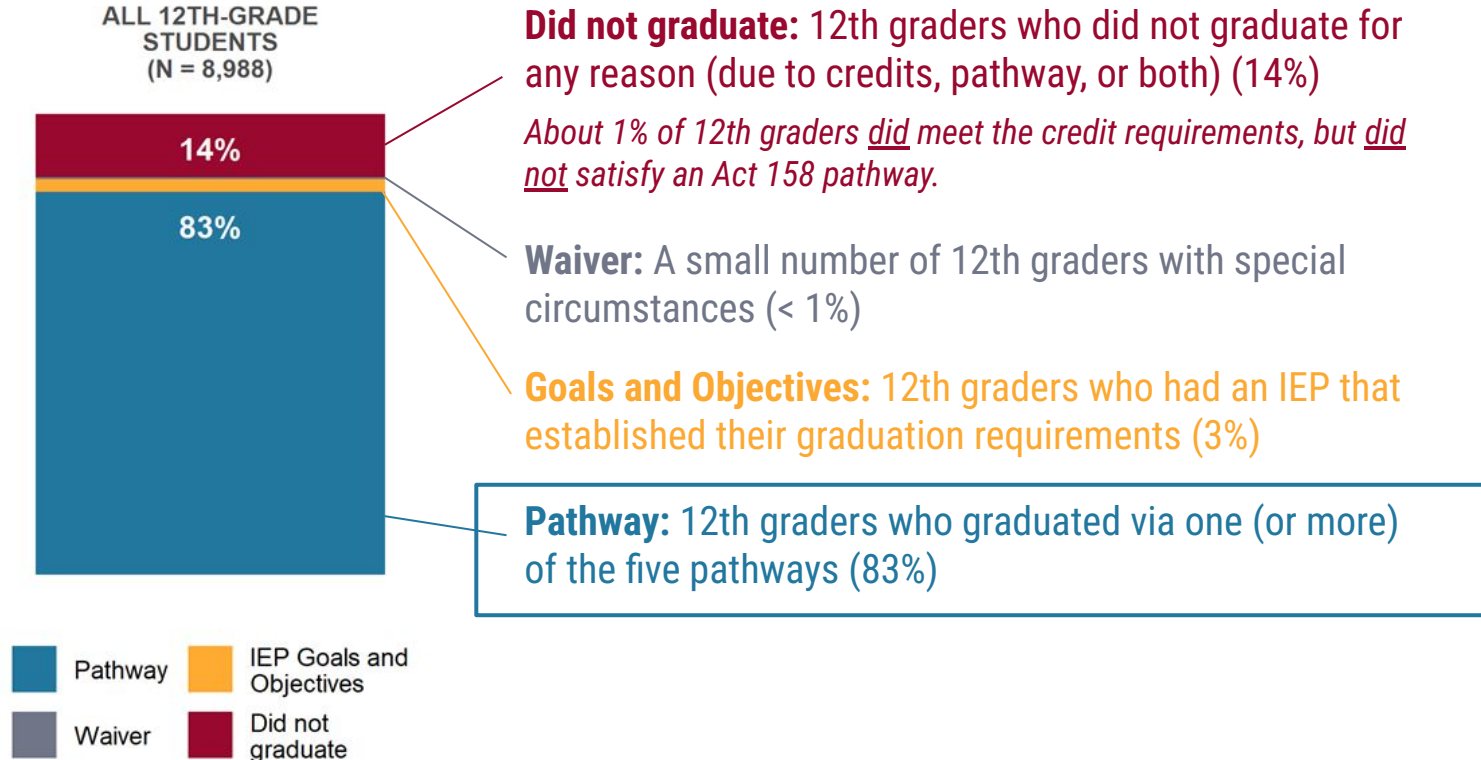 ALL 12TH-GRADE
STUDENTS
(N = 8,988)
14%
83%
Did not graduate: 12th graders who did not graduate for
any reason (due to credits, pathway, or both) (14%)
About 1% of 12th graders did meet the credit requirements, but did
not satisfy an Act 158 pathway.
Waiver: A small number of 12th graders with special
circumstances (< 1%)
Goals and Objectives: 12th graders who had an IEP that
established their graduation requirements (3%)
Pathway: 12th graders who graduated via one (or more)
of the five pathways (83%)
Pathway
IEP Goals and
Objectives
Waiver
Did not
graduate